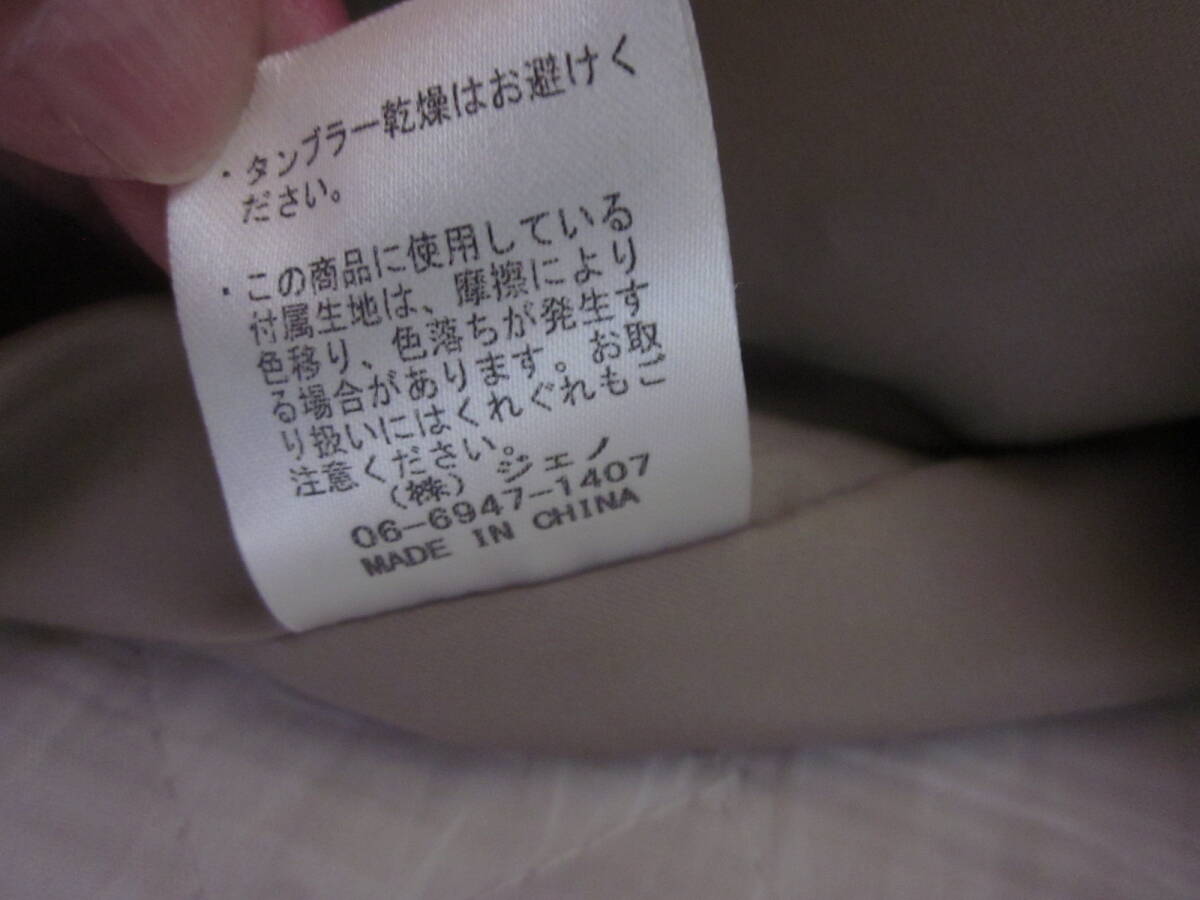 ・タンブラー乾燥はお避けく
ださい。
・この商品に使用している
付属生地は、摩擦により
色移り、色落ちが発生す
る場合があります。お取
り扱いにはくれぐれもご
注意ください。
（株）ジェノ
06-6947-1407
MADE IN CHINA